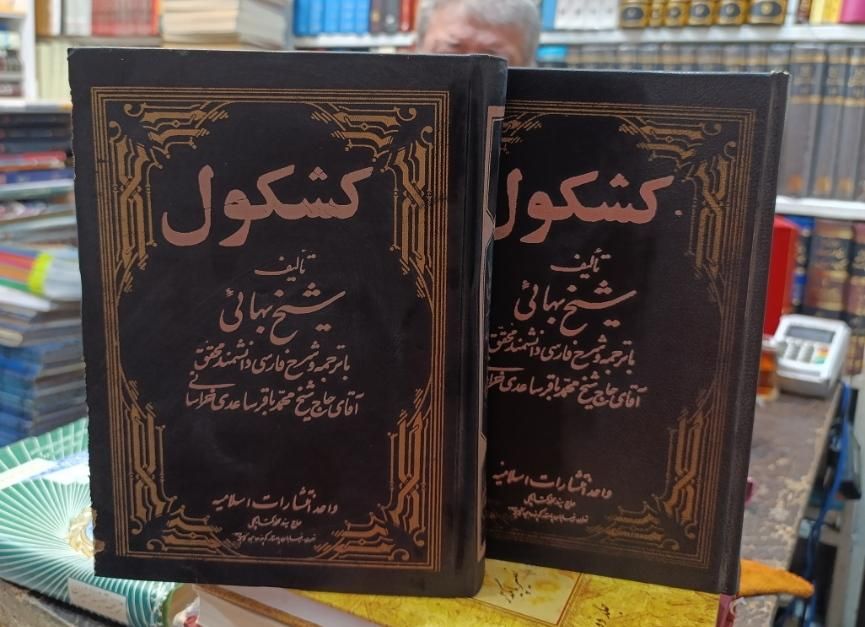 کشکول
تألیف
شیخ بهائی
با ترجمه و شرح فارسی دانشمند محقق
آقای حاج شیخ محمد باقر ساعدی خراسانی
واحد انتشارات اسلامیه
کشکول
تألیف
شیخ بهائی
با ترجمه و شرح فارسی دانشمند محقق
آقای حاج شیخ محمد باقر ساعدی
واحد انتشارات اسلامیه